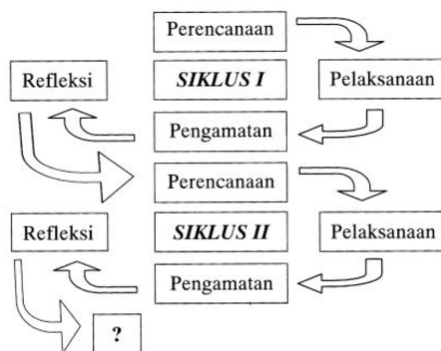 Perencanaan
Refleksi
SIKLUS I
Pelaksanaan
Pengamatan
Perencanaan
Refleksi
SIKLUS II
Pelaksanaan
Pengamatan
?